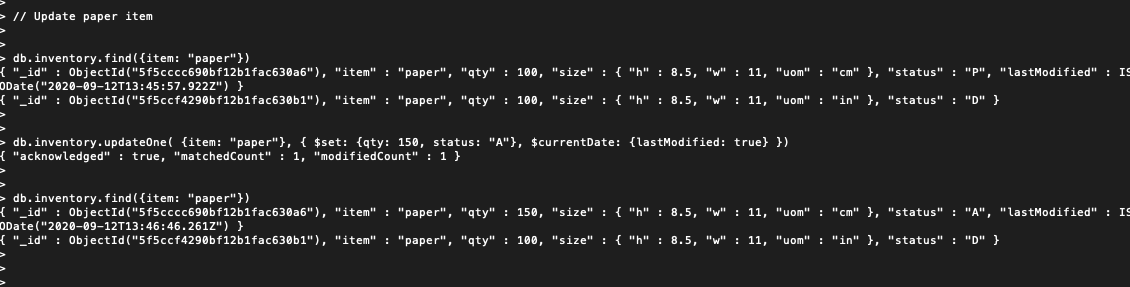 >
> // Update paper item
>
>
> db.inventory.find({item: "paper"})
{ "_id" : ObjectId("5f5cccc690bf12b1fac630a6"), "item" : "paper", "qty" : 100, "size" : { "h" : 8.5, "w" : 11, "uom" : "cm" }, "status" : "P", "lastModified" : IS
ODate("2020-09-12T13:45:57.922Z") }
{ "_id" : ObjectId("5f5ccf4290bf12b1fac630b1"), "item" : "paper", "qty" : 100, "size" : { "h" : 8.5, "w" : 11, "uom" : "in" }, "status" : "D" }
>
>
> db.inventory.updateOne( {item: "paper"}, { $set: {qty: 150, status: "A"}, $currentDate: {lastModified: true} })
{ "acknowledged" : true, "matchedCount" : 1, "modifiedCount" : 1 }
>
>
> db.inventory.find({item: "paper"})
{ "_id" : ObjectId("5f5cccc690bf12b1fac630a6"), "item" : "paper", "qty" : 150, "size" : { "h" : 8.5, "w" : 11, "uom" : "cm" }, "status" : "A", "lastModified" : IS
ODate("2020-09-12T13:46:46.261Z") }
{ "_id" : ObjectId("5f5ccf4290bf12b1fac630b1"), "item" : "paper", "qty" : 100, "size" : { "h" : 8.5, "w" : 11, "uom" : "in" }, "status" : "D" }
>
>
>